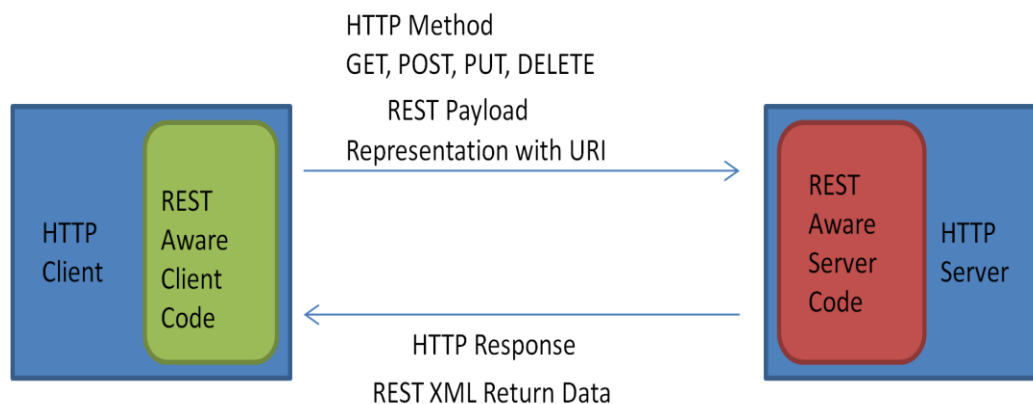 HTTP Method
GET, POST, PUT, DELETE
REST Payload
Representation with URI
HTTP
Client
REST
Aware
Client
Code
REST
Aware
Server
Code
HTTP
Server
HTTP Response
REST XML Return Data